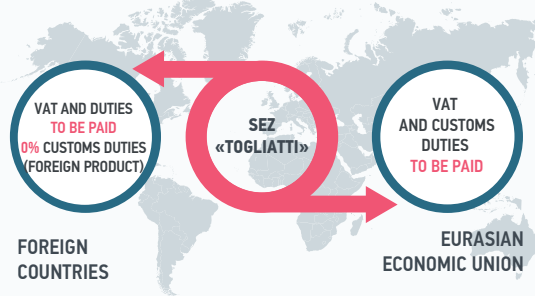 VAT AND DUTIES
TO BE PAID
0% CUSTOMS DUTIES
(FOREIGN PRODUCT)
FOREIGN
COUNTRIES
SEZ
«TOGLIATTI»
VAT
AND CUSTOMS
DUTIES
TO BE PAID
EURASIAN
ECONOMIC UNION